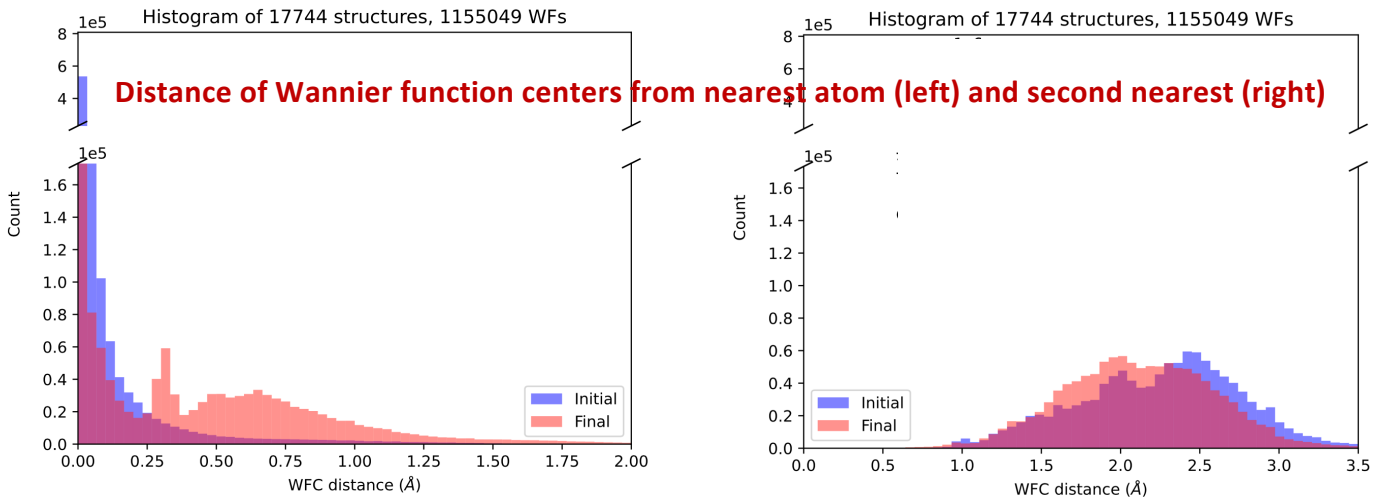 Histogram of 17744 structures, 1155049 WFs
1e5
8
6
4
1e5
1.6
1.4
1.2
1.0
0.8
0.6
0.4
0.2
0.0
Count
0.00 0.25 0.50 0.75 1.00 1.25 1.50 1.75 2.00
WFC distance (Å)
Initial
Final
Distance of Wannier function centers from nearest atom (left) and second nearest (right)
Histogram of 17744 structures, 1155049 WFs
1e5
8
6
4
1e5
1.6
1.4
1.2
1.0
0.8
0.6
0.4
0.2
0.0
Count
0.0 0.5 1.0 1.5 2.0 2.5 3.0 3.5
WFC distance (Å)
Initial
Final